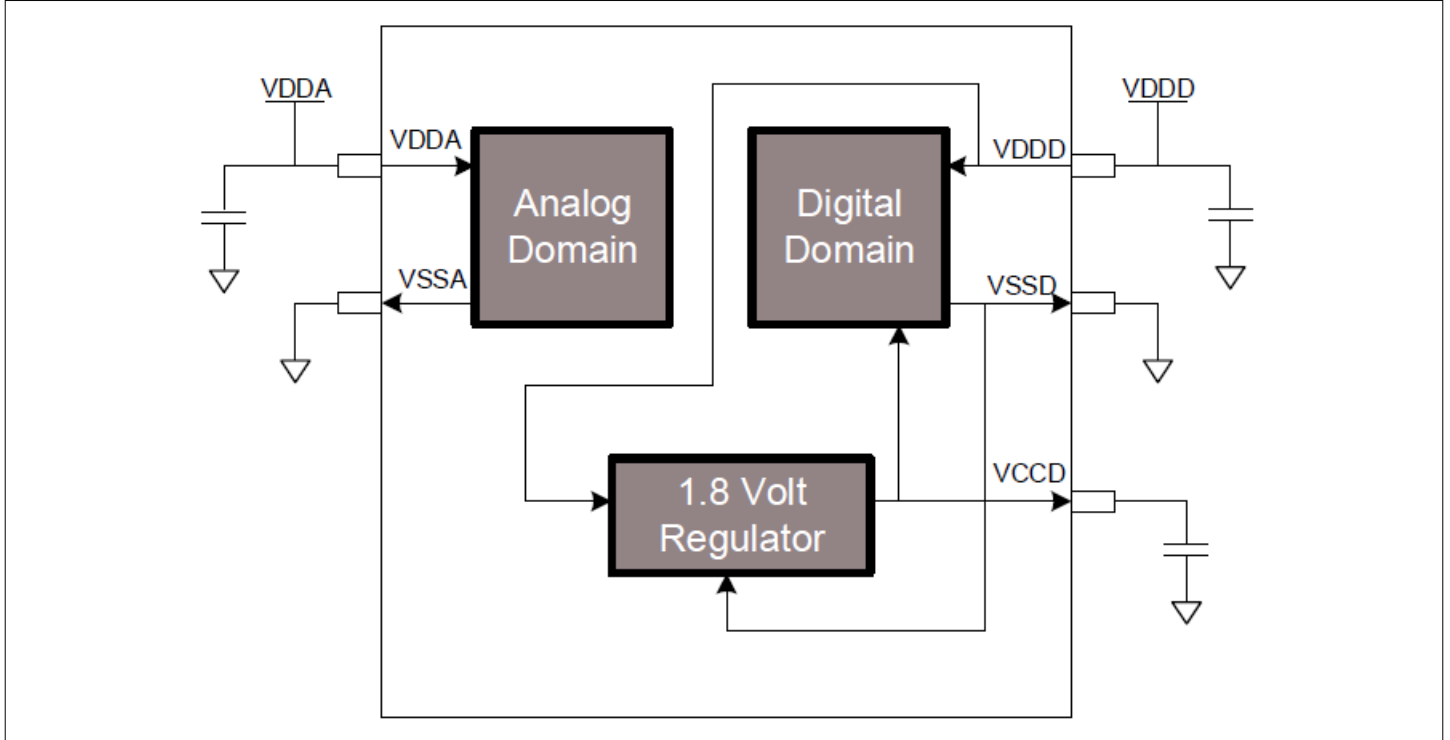 VDDA
VDDD
VDDA
VDDD
Analog
Domain
Digital
Domain
VSSA
VSSD
VCCD
1.8 Volt
Regulator